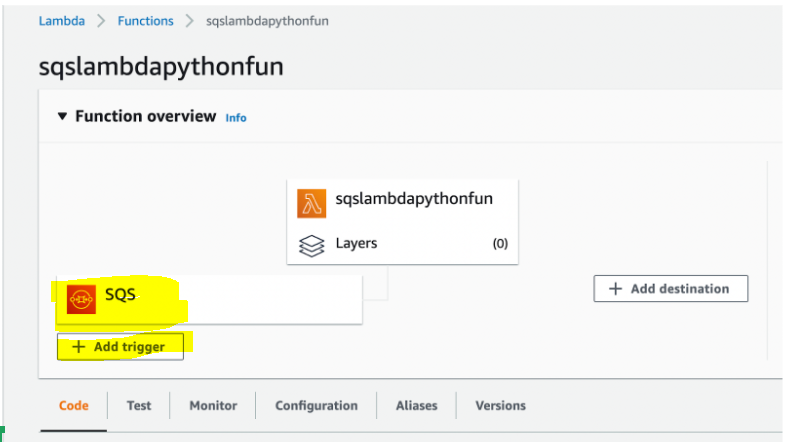 Lambda > Functions > sqslambdapythonfun
sqslambdapythonfun
Function overview Info
sqslambdapythonfun
Layers (0)
SQS
+ Add destination
+ Add trigger
Code Test Monitor Configuration Aliases Versions